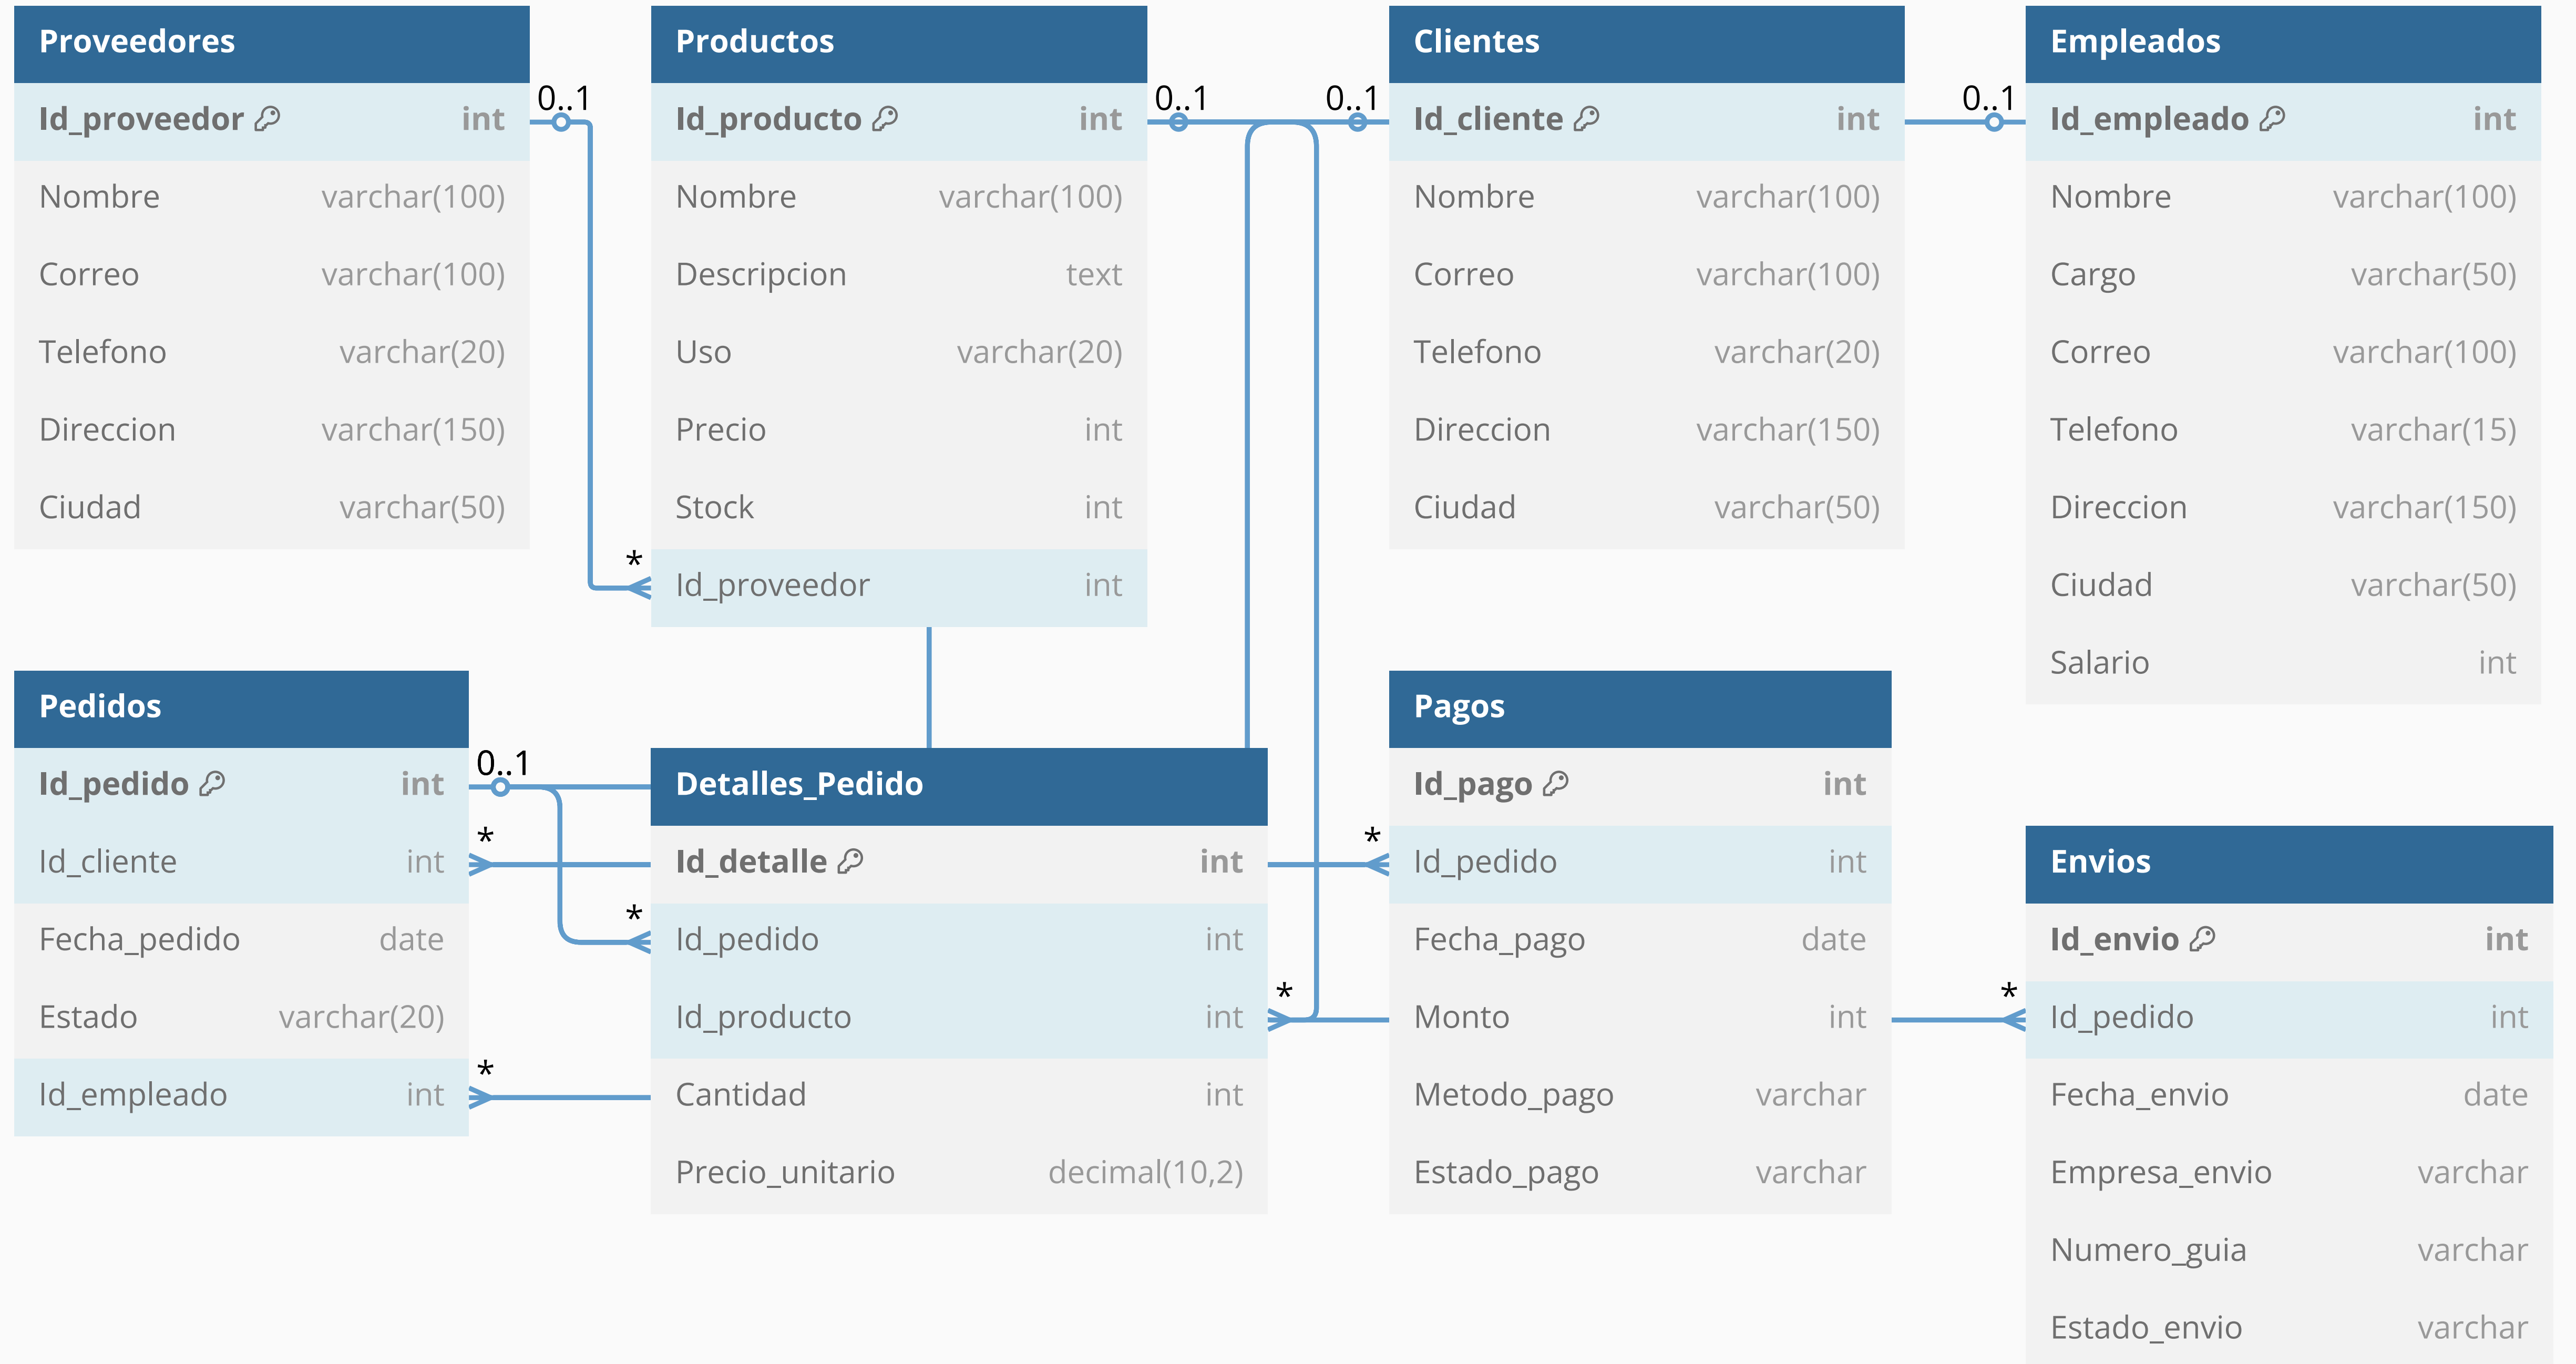 Proveedores
Id_proveedor int
Nombre varchar(100)
Correo varchar(100)
Telefono varchar(20)
Direccion varchar(150)
Ciudad varchar(50)
0..1
*
Productos
Id_producto int
Nombre varchar(100)
Descripcion text
Uso varchar(20)
Precio int
Stock int
Id_proveedor int
0..1
0..1
Clientes
Id_cliente int
Nombre varchar(100)
Correo varchar(100)
Telefono varchar(20)
Direccion varchar(150)
Ciudad varchar(50)
0..1
Empleados
Id_empleado int
Nombre varchar(100)
Cargo varchar(50)
Correo varchar(100)
Telefono varchar(15)
Direccion varchar(150)
Ciudad varchar(50)
Salario int
Pedidos
Id_pedido int
Id_cliente int
Fecha_pedido date
Estado varchar(20)
Id_empleado int
0..1
*
*
*
Detalles_Pedido
Id_detalle int
Id_pedido int
Id_producto int
Cantidad int
Precio_unitario decimal(10,2)
*
*
Pagos
Id_pago int
Id_pedido int
Fecha_pago date
Monto int
Metodo_pago varchar
Estado_pago varchar
*
Envios
Id_envio int
Id_pedido int
Fecha_envio date
Empresa_envio varchar
Numero_guia varchar
Estado_envio varchar